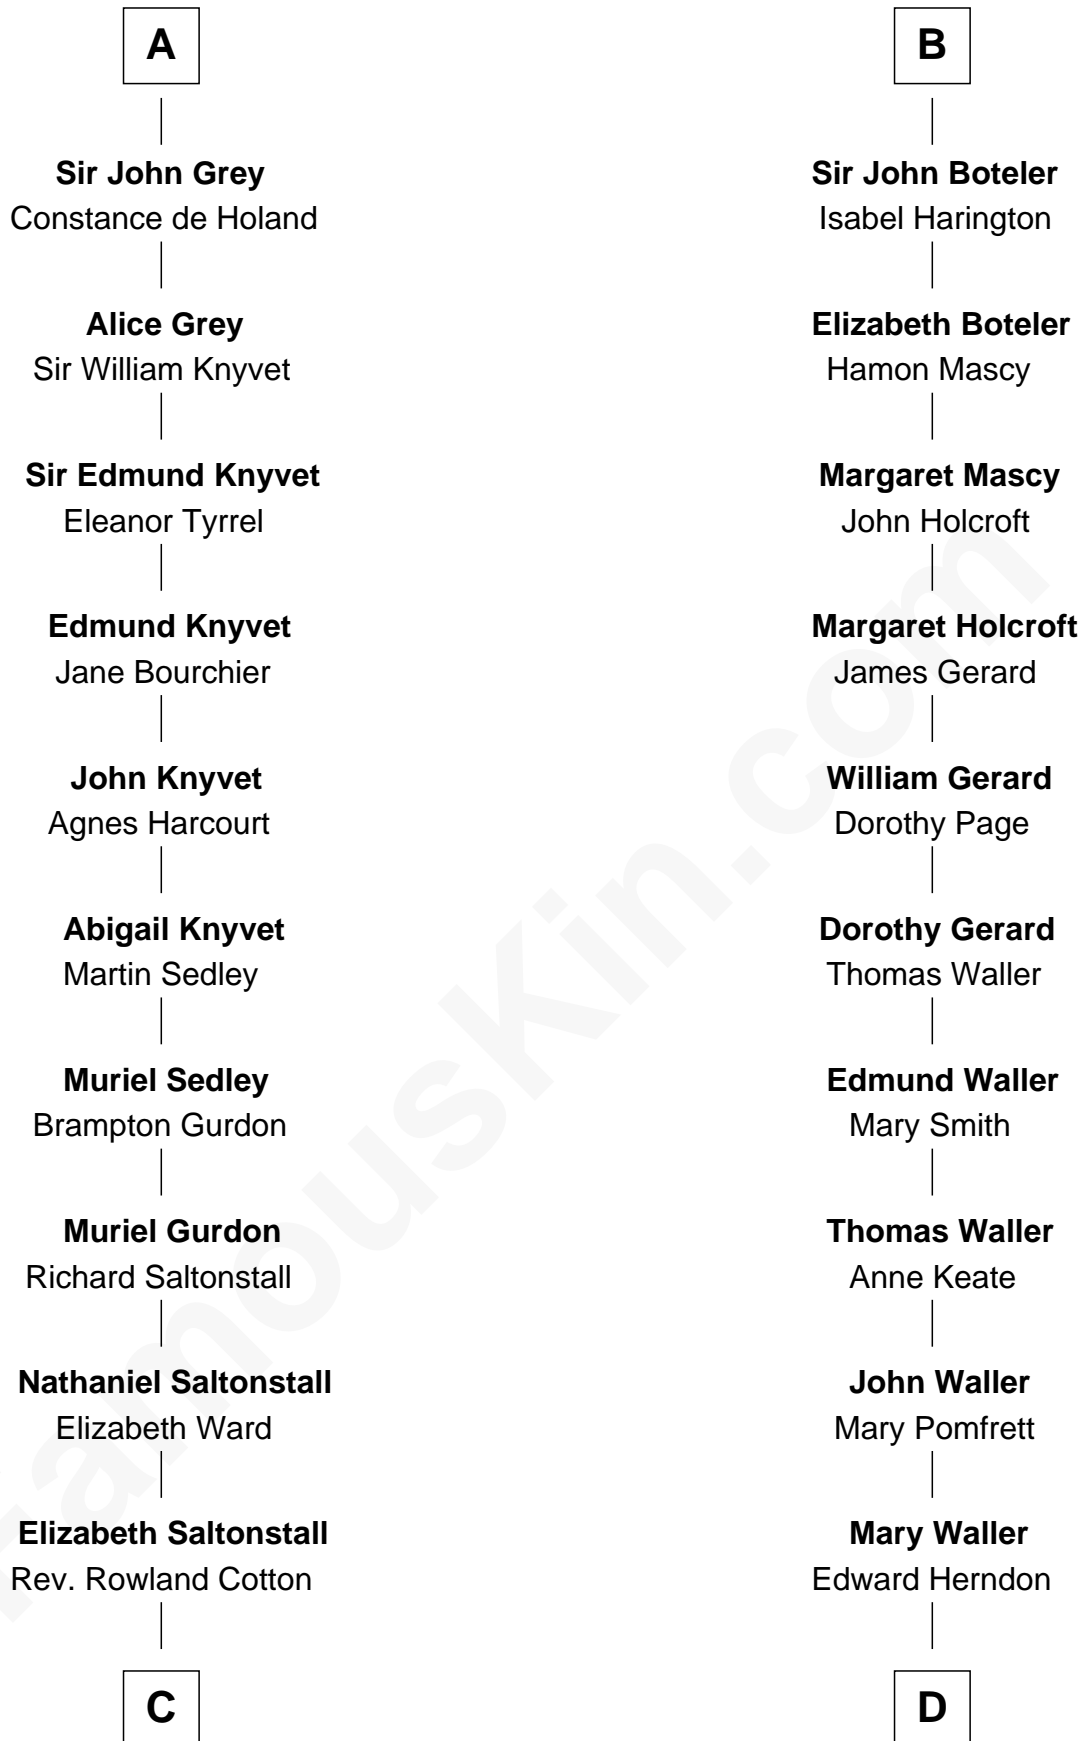 A
Sir John Grey
Constance de Holand
Alice Grey
Sir William Knyvet
Sir Edmund Knyvet
Eleanor Tyrrel
Edmund Knyvet
Jane Bourchier
John Knyvet
Agnes Harcourt
Abigail Knyvet
Martin Sedley
Muriel Sedley
Brampton Gurdon
Muriel Gurdon
Richard Saltonstall
Nathaniel Saltonstall
Elizabeth Ward
Elizabeth Saltonstall
Rev. Rowland Cotton
C
B
Sir John Boteler
Isabel Harington
Elizabeth Boteler
Hamon Mascy
Margaret Mascy
John Holcroft
Margaret Holcroft
James Gerard
William Gerard
Dorothy Page
Dorothy Gerard
Thomas Waller
Edmund Waller
Mary Smith
Thomas Waller
Anne Keate
John Waller
Mary Pomfrett
Mary Waller
Edward Herndon
D
FamousKin.com